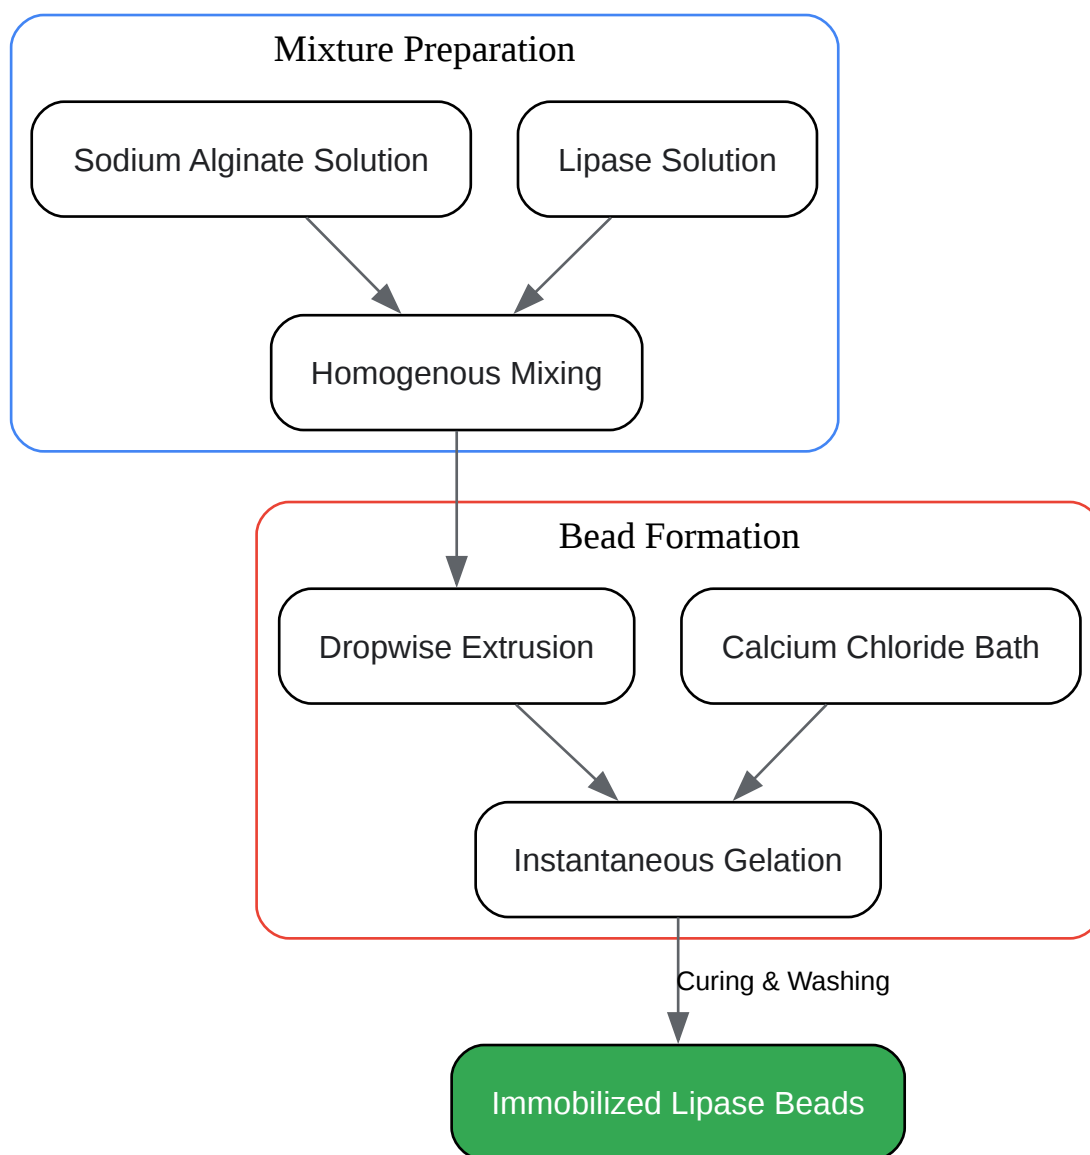 Mixture Preparation
Sodium Alginate Solution
Lipase Solution
Homogenous Mixing
Bead Formation
Dropwise Extrusion
Calcium Chloride Bath
Instantaneous Gelation
Curing & Washing
Immobilized Lipase Beads